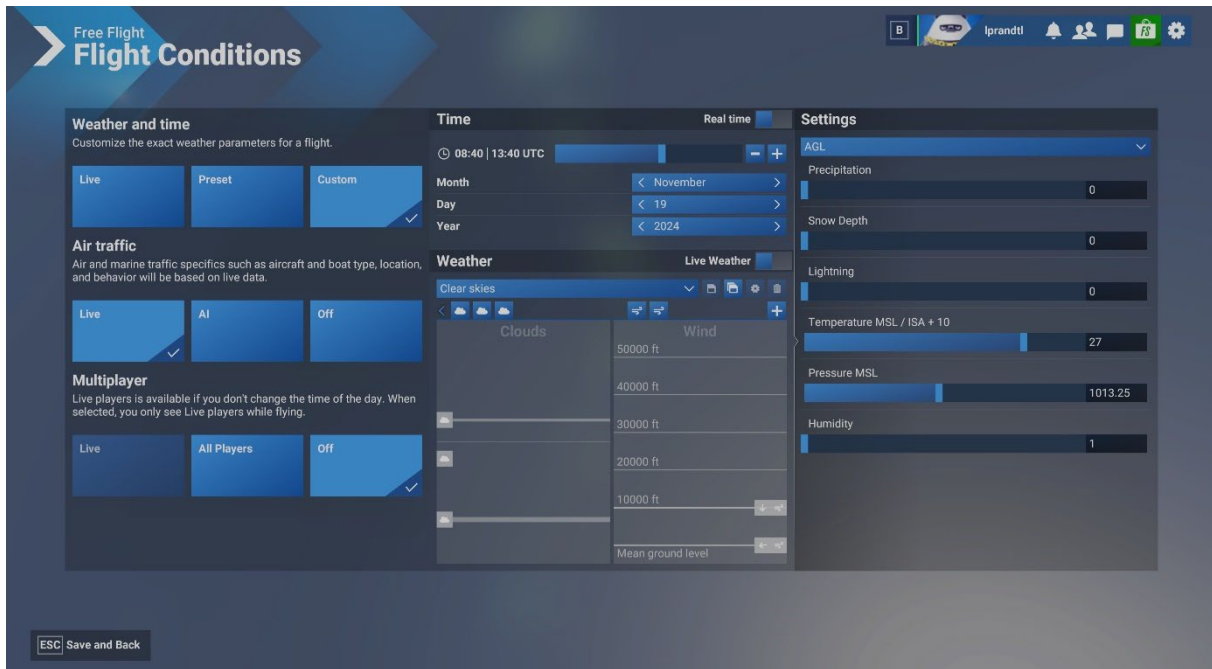 Free Flight
Flight Conditions
B
lprandtl
FS
Weather and time
Customize the exact weather parameters for a flight.
Live
Preset
Custom
Air traffic
Air and marine traffic specifics such as aircraft and boat type, location,
and behavior will be based on live data.
Live
AI
Off
Multiplayer
Live players is available if you don't change the time of the day. When
selected, you only see Live players while flying.
Live
All Players
Off
Time
Real time
08:40 | 13:40 UTC
Month
November
Day
19
Year
2024
Weather
Live Weather
Clear skies
Clouds
Wind
50000 ft
40000 ft
30000 ft
20000 ft
10000 ft
Mean ground level
Settings
AGL
Precipitation
0
Snow Depth
0
Lightning
0
Temperature MSL / ISA + 10
27
Pressure MSL
1013.25
Humidity
1
ESC Save and Back